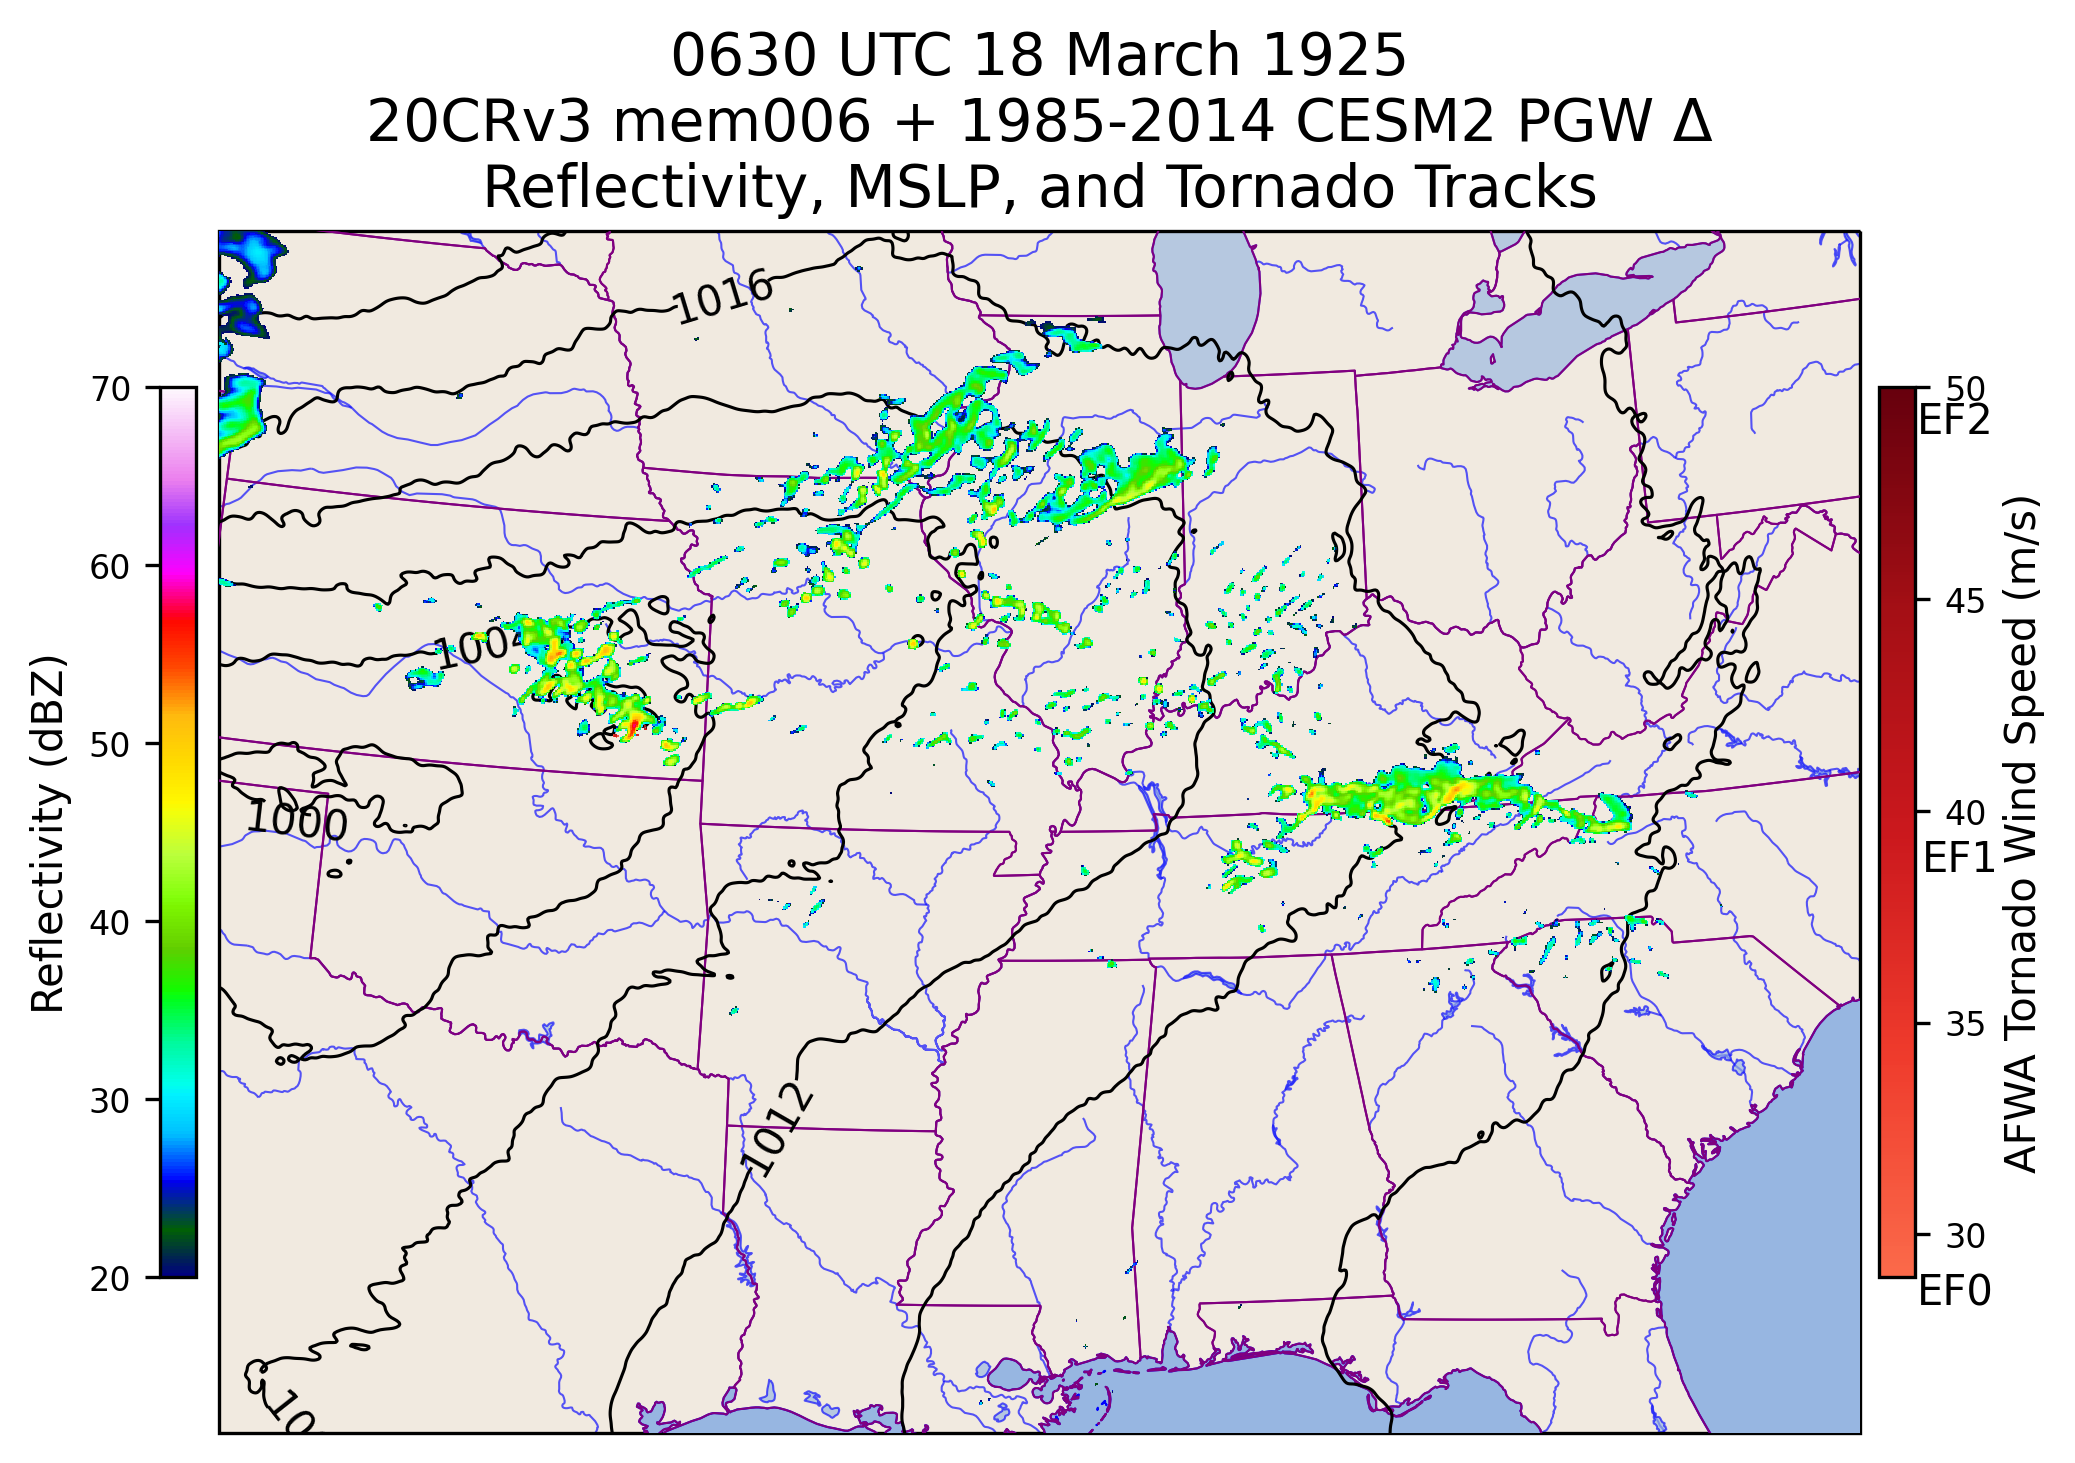 0630 UTC 18 March 1925
20CRv3 mem006 + 1985-2014 CESM2 PGW Δ
Reflectivity, MSLP, and Tornado Tracks
1016
1004
1000
1012
10
70
60
50
40
30
20
Reflectivity (dBZ)
50
EF2
45
40
EF1
35
30
EF0
AFWA Tornado Wind Speed (m/s)